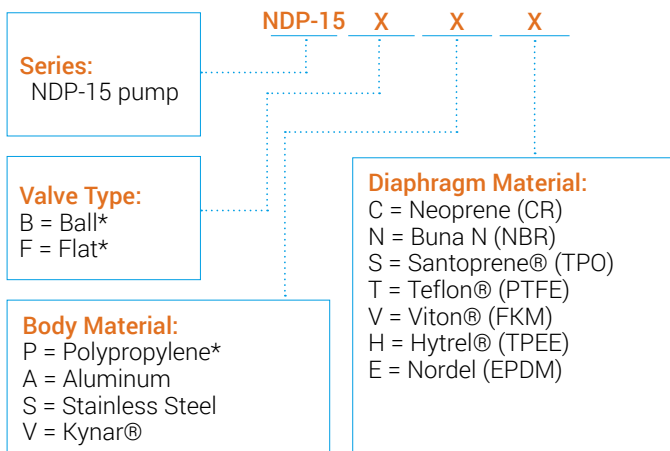 NDP-15 X X X
Series:
NDP-15 pump
Valve Type:
B = Ball*
F = Flat*
Body Material:
P = Polypropylene*
A = Aluminum
S = Stainless Steel
V = Kynar®
Diaphragm Material:
C = Neoprene (CR)
N = Buna N (NBR)
S = Santoprene® (TPO)
T = Teflon® (PTFE)
V = Viton® (FKM)
H = Hytrel® (TPEE)
E = Nordel (EPDM)